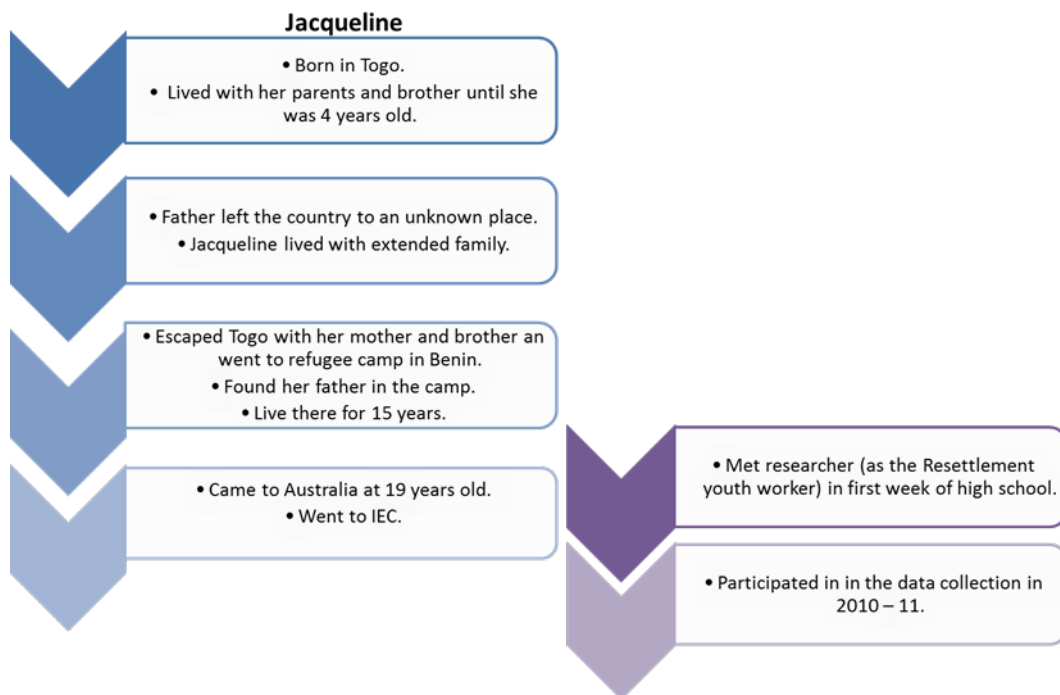 Jacqueline
• Born in Togo.
• Lived with her parents and brother until she
was 4 years old.
• Father left the country to an unknown place.
• Jacqueline lived with extended family.
• Escaped Togo with her mother and brother an
went to refugee camp in Benin.
• Found her father in the camp.
• Live there for 15 years.
• Came to Australia at 19 years old.
• Went to IEC.
• Met researcher (as the Resettlement
youth worker) in first week of high school.
• Participated in in the data collection in
2010 – 11.